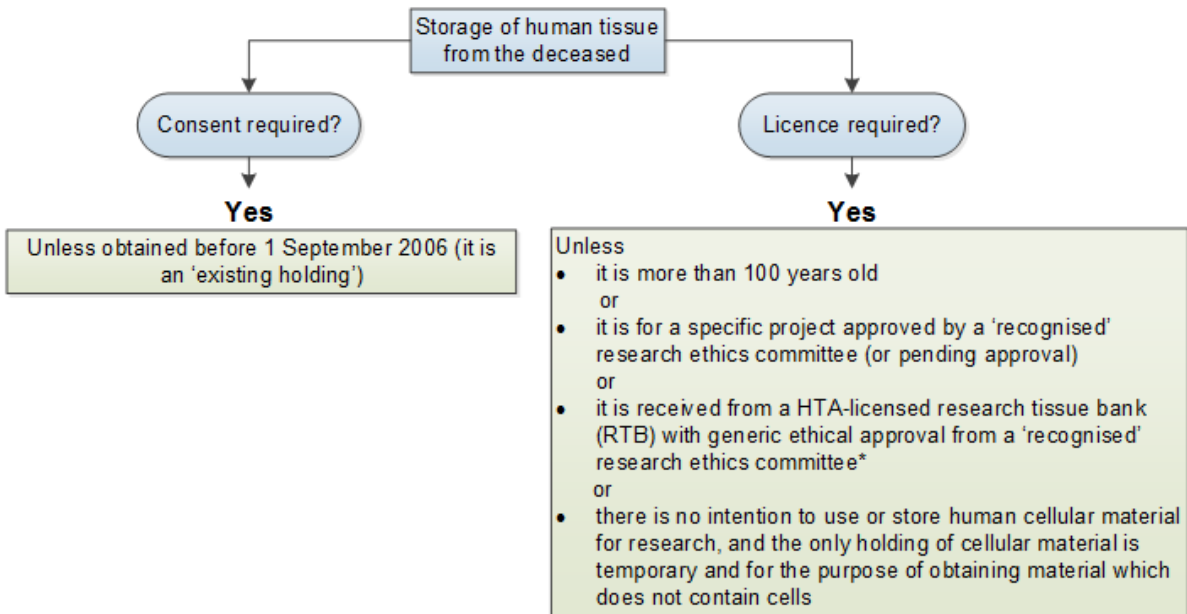 Storage of human tissue
from the deceased
Consent required?
Licence required?
Yes
Yes
Unless obtained before 1 September 2006 (it is
an ‘existing holding’)
Unless
• it is more than 100 years old
or
• it is for a specific project approved by a ‘recognised’
research ethics committee (or pending approval)
or
• it is received from a HTA-licensed research tissue bank
(RTB) with generic ethical approval from a ‘recognised’
research ethics committee*
or
• there is no intention to use or store human cellular material
for research, and the only holding of cellular material is
temporary and for the purpose of obtaining material which
does not contain cells